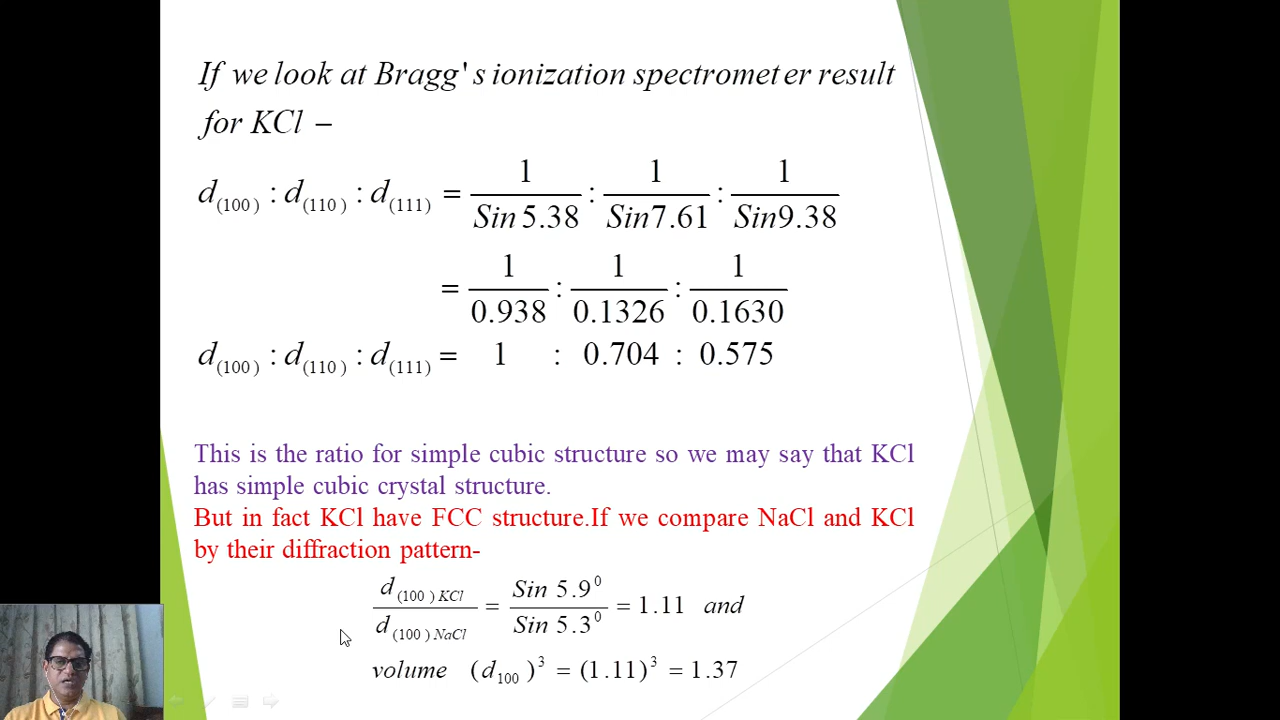 If we look at Bragg's ionization spectrometer result
for KCl –
d(100) : d(110) : d(111) = 1/Sin 5.38 : 1/Sin7.61 : 1/Sin9.38
= 1/0.938 : 1/0.1326 : 1/0.1630
d(100) : d(110) : d(111) = 1 : 0.704 : 0.575
This is the ratio for simple cubic structure so we may say that KCl
has simple cubic crystal structure.
But in fact KCl have FCC structure.If we compare NaCl and KCl
by their diffraction pattern-
d(100) KCl / d(100) NaCl = Sin 5.9⁰ / Sin 5.3⁰ = 1.11 and
volume (d₁₀₀)³ = (1.11)³ = 1.37